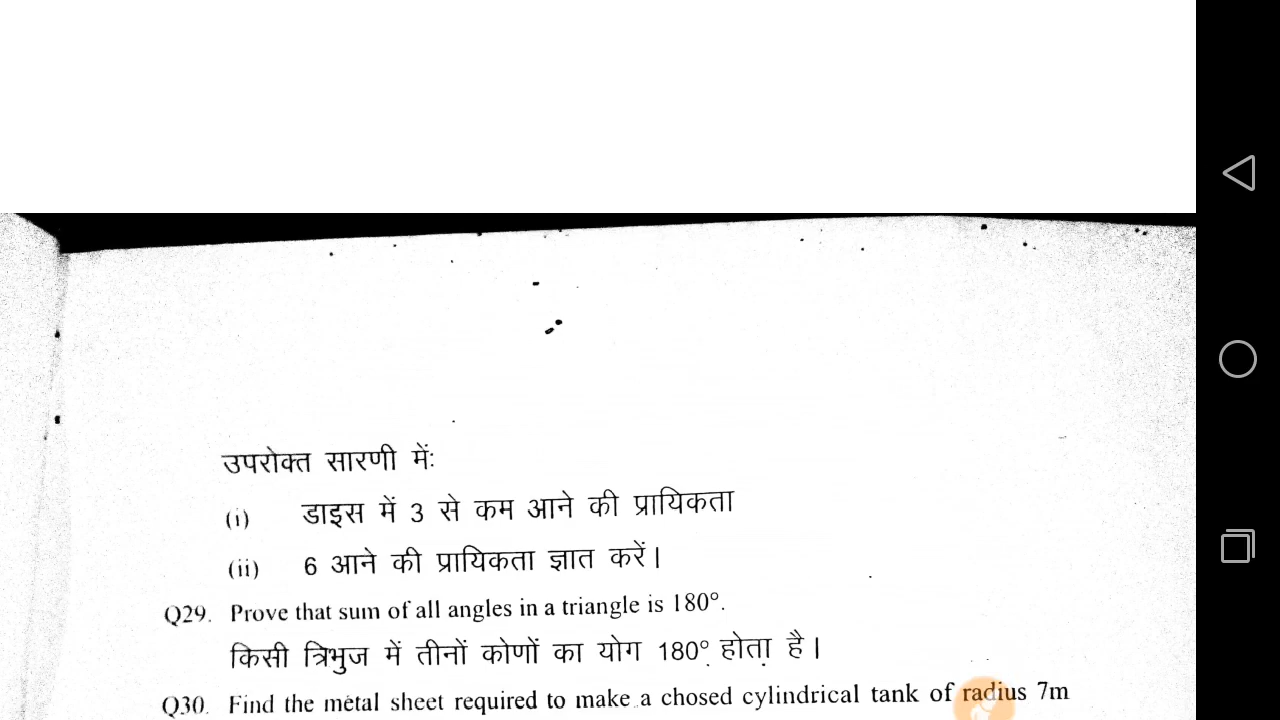 उपरोक्त सारणी में:
(i) डाइस में 3 से कम आने की प्रायिकता
(ii) 6 आने की प्रायिकता ज्ञात करें।
Q29. Prove that sum of all angles in a triangle is 180°.
किसी त्रिभुज में तीनों कोणों का योग 180° होता है।
Q30. Find the metal sheet required to make a chosed cylindrical tank of radius 7m